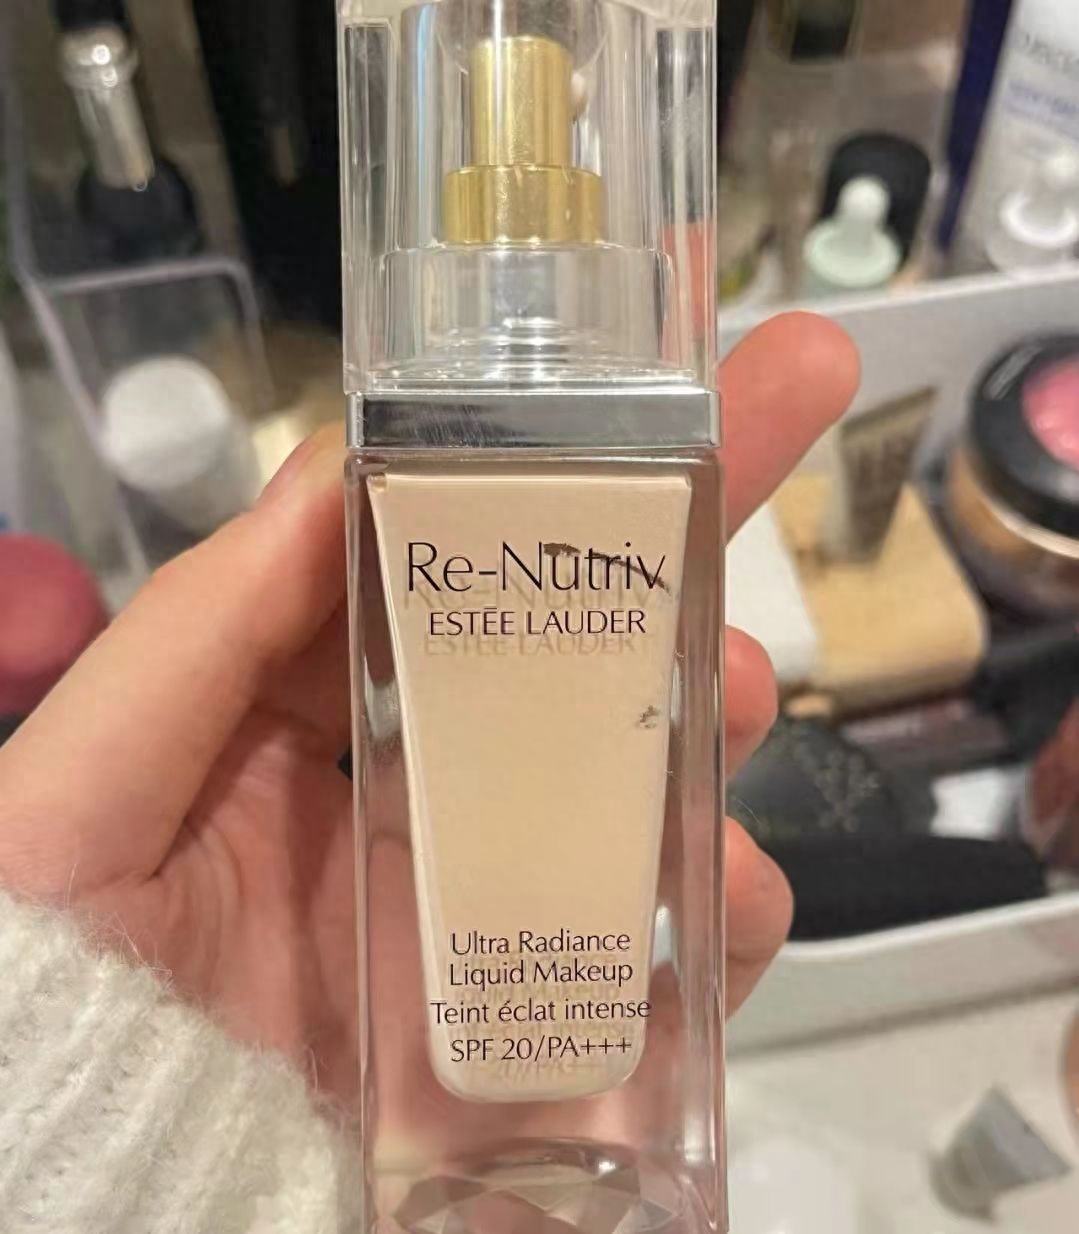 Re-Nutriv
ESTĒE LAUDER
Ultra Radiance
Liquid Makeup
Teint éclat intense
SPF 20/PA+++